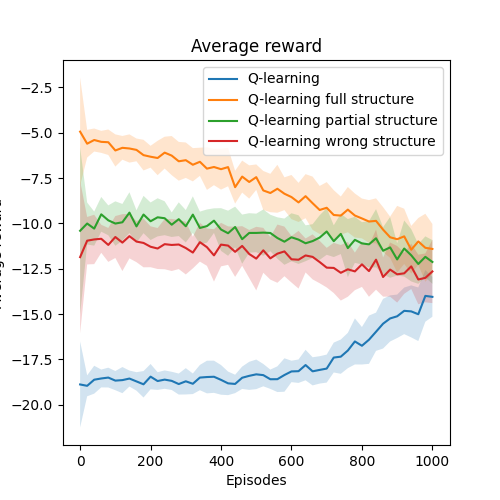 Average reward
Q-learning
Q-learning full structure
Q-learning partial structure
Q-learning wrong structure
−2.5
−5.0
−7.5
−10.0
−12.5
−15.0
−17.5
−20.0
0 200 400 600 800 1000
Episodes